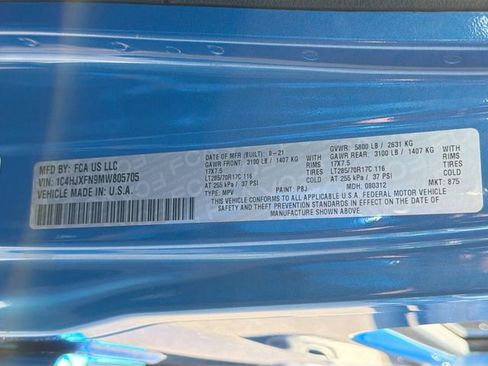 MFD BY: FCA US LLC
VIN: 1C4HJXFN9MW805705
VEHICLE MADE IN: U.S.A.
DATE OF MFR/(BUILT): 8-21 GVWR: 5800 LB / 2631 KG
GAWR FRONT: 3100 LB / 1407 KG GAWR REAR: 3100 LB / 1407 KG
WITH TIRES RIMS COLD WITH TIRES RIMS COLD
17X7.5 17X7.5
LT285/70R17C 116 LT285/70R17C 116
AT 255 kPa / 37 PSI AT 255 kPa / 37 PSI
TYPE: MPV PAINT: PBJ MDH: 080312 MKT: 875
VEHICLE CONFORMS TO ALL APPLICABLE U.S.A. FEDERAL MOTOR VEHICLE
SAFETY AND THEFT PREVENTION STANDARDS IN EFFECT ON THE DATE OF
MANUFACTURE SHOWN ABOVE.